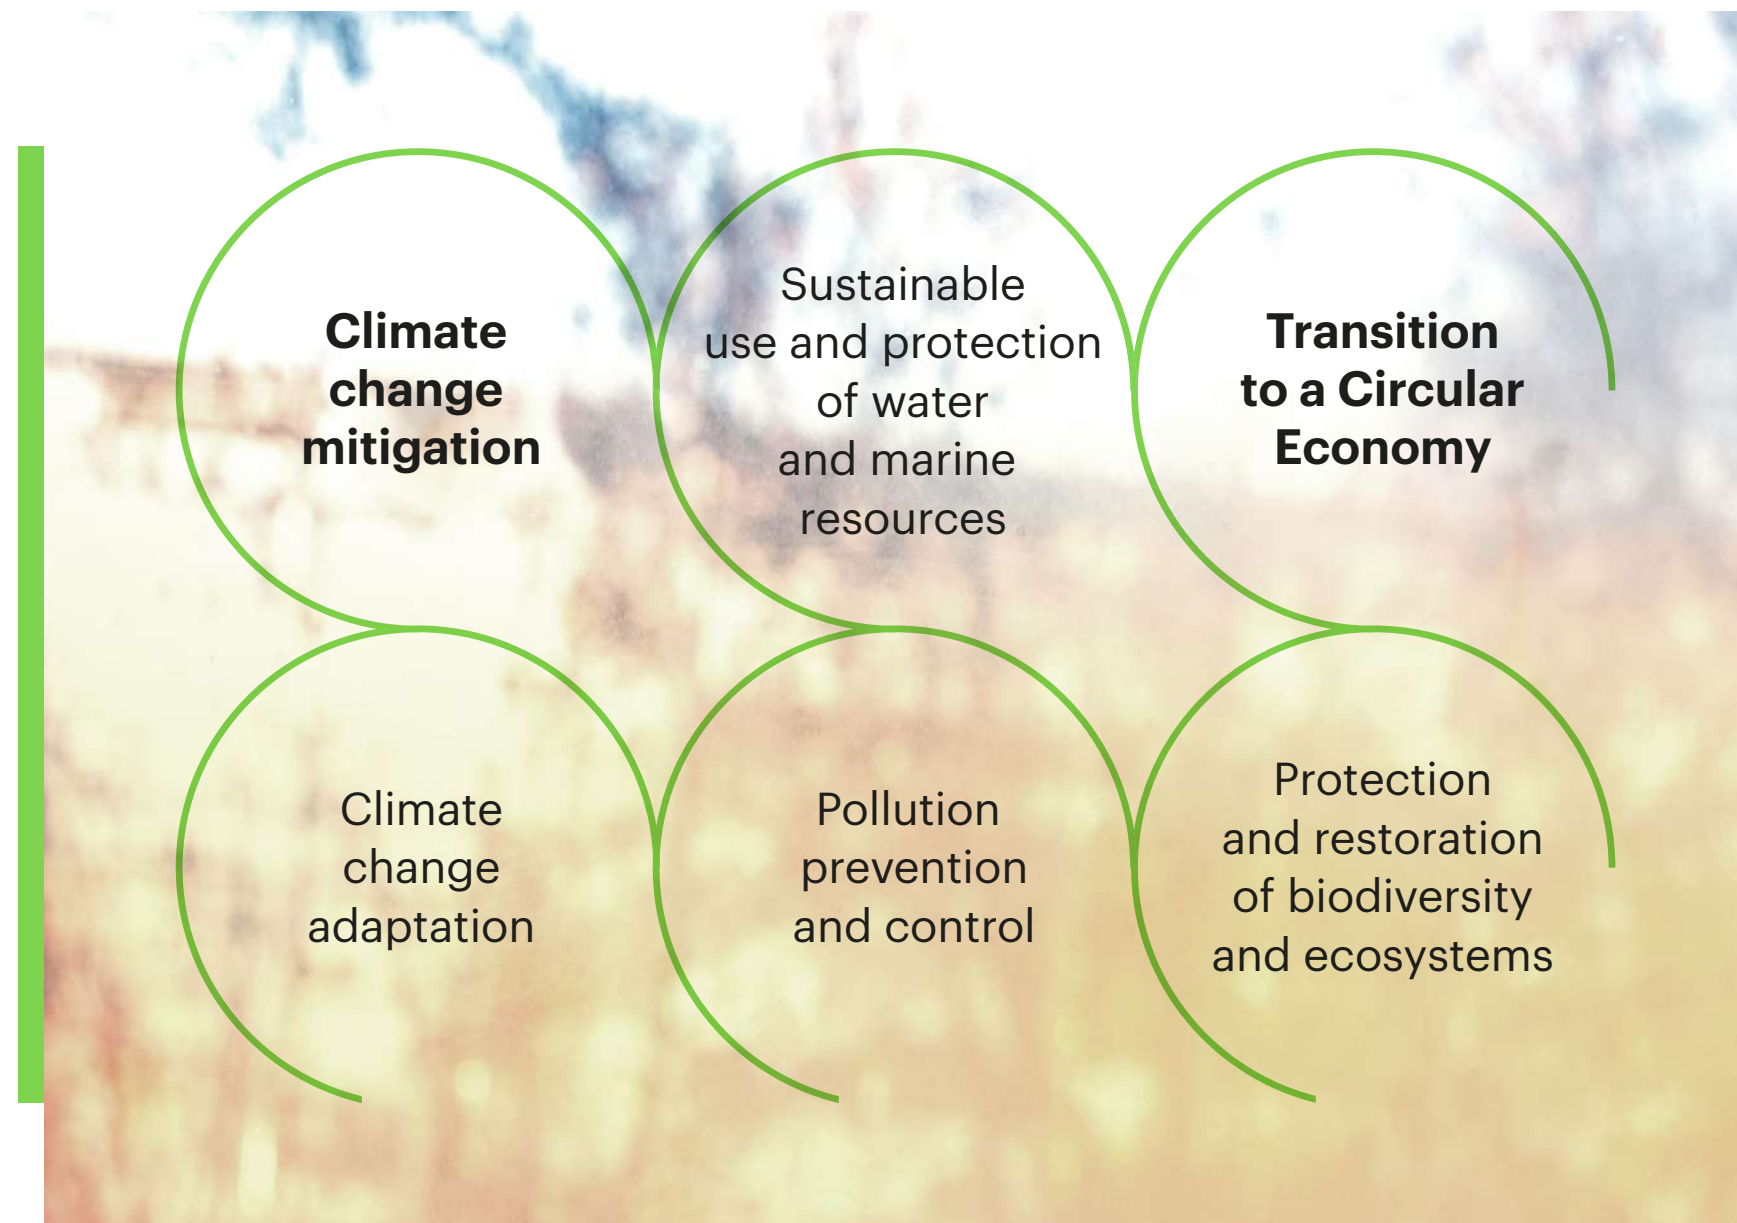 Climate
change
mitigation
Sustainable
use and protection
of water
and marine
resources
Transition
to a Circular
Economy
Climate
change
adaptation
Pollution
prevention
and control
Protection
and restoration
of biodiversity
and ecosystems